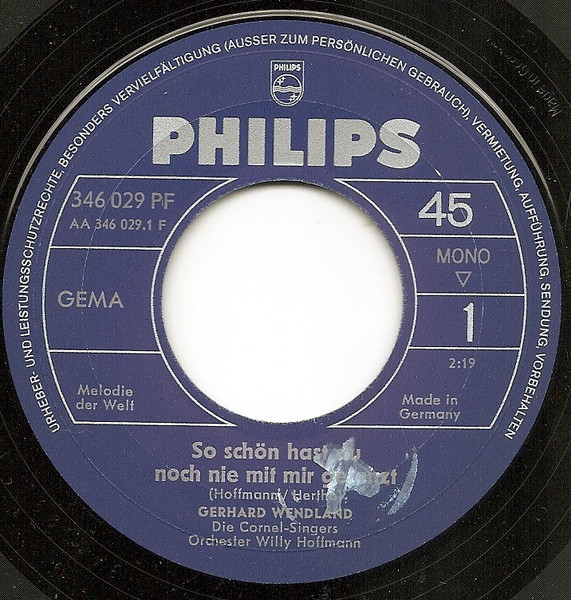 URHEBER- UND LEISTUNGSSCHUTZRECHTE, BESONDERS VERVIELFÄLTIGUNG (AUSSER ZUM PERSÖNLICHEN GEBRAUCH), VERMIETUNG, AUFFÜHRUNG, SENDUNG, VORBEHALTEN
PHILIPS
PHILIPS
346 029 PF
AA 346 029.1 F
45
MONO
GEMA
1
2:19
Melodie
der Welt
Made in
Germany
So schön hast du
noch nie mit mir
(Hoffmann/
GERHARD WENDLAND
Die Cornel-Singers
Orchester Willy Hoffmann